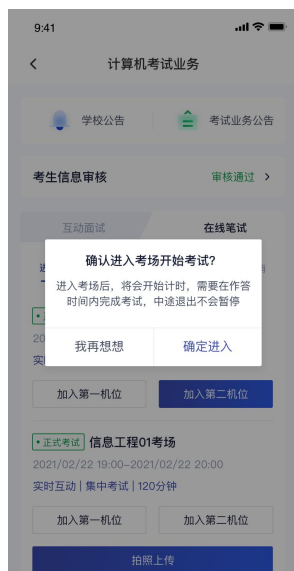 9:41
计算机考试业务
学校公告
考试业务公告
考生信息审核
审核通过
互动面试
在线笔试
确认进入考场开始考试?
进入考场后，将会开始计时，需要在作答
时间内完成考试，中途退出不会暂停
我再想想
确定进入
加入第一机位
加入第二机位
正式考试 信息工程01考场
2021/02/22 19:00-2021/02/22 20:00
实时互动 | 集中考试 | 120分钟
加入第一机位
加入第二机位
拍照上传